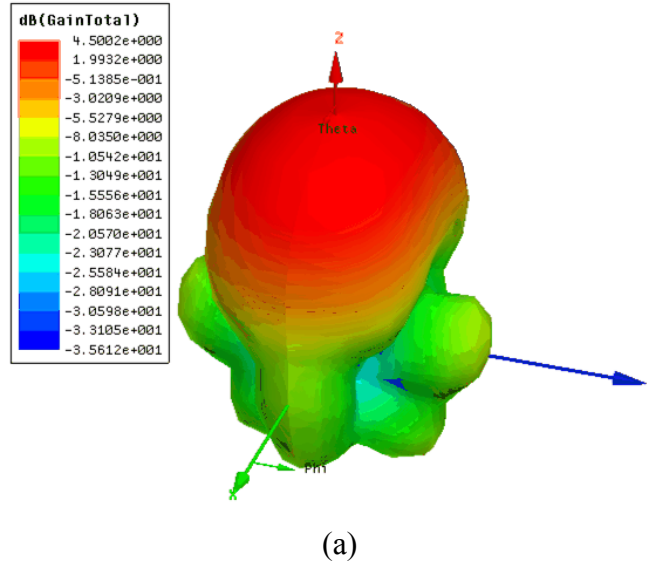 dB(GainTotal)
4.5002e+000
1.9932e+000
-5.1385e-001
-3.0209e+000
-5.5279e+000
-8.0350e+000
-1.0542e+001
-1.3049e+001
-1.5556e+001
-1.8063e+001
-2.0570e+001
-2.3077e+001
-2.5584e+001
-2.8091e+001
-3.0598e+001
-3.3105e+001
-3.5612e+001
Z
Theta
Phi
X
(a)